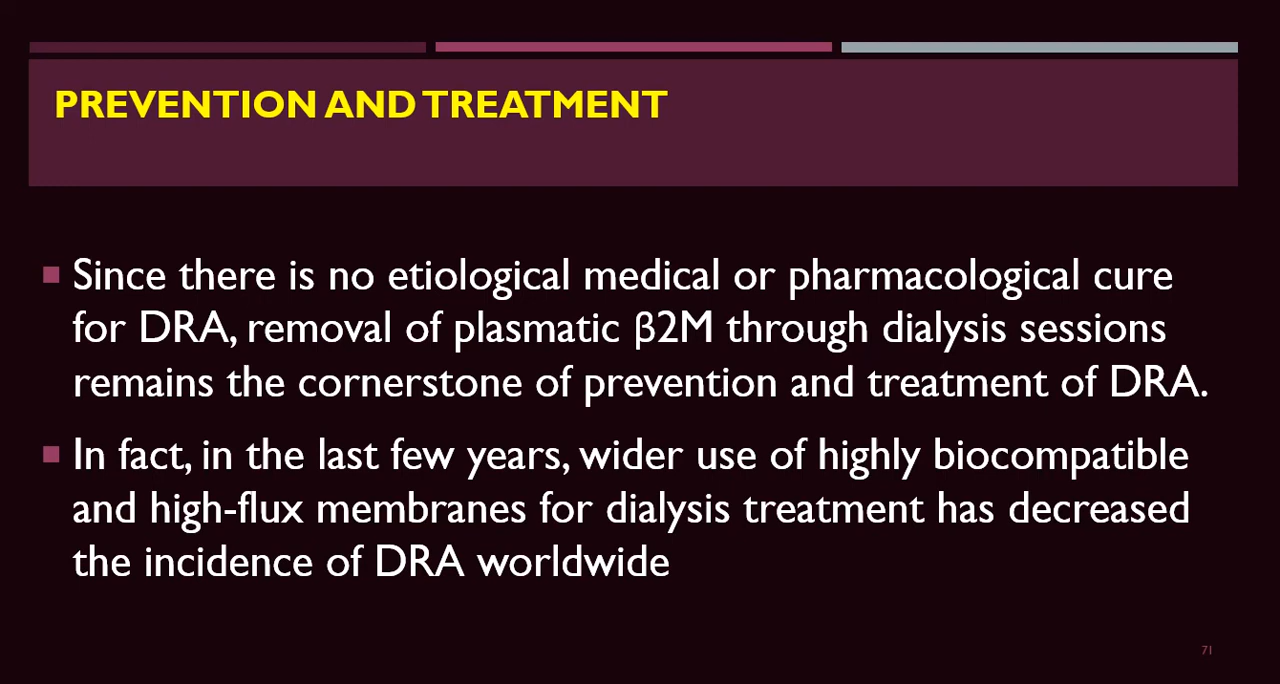 PREVENTION AND TREATMENT
Since there is no etiological medical or pharmacological cure
for DRA, removal of plasmatic β2M through dialysis sessions
remains the cornerstone of prevention and treatment of DRA.
In fact, in the last few years, wider use of highly biocompatible
and high-flux membranes for dialysis treatment has decreased
the incidence of DRA worldwide
71